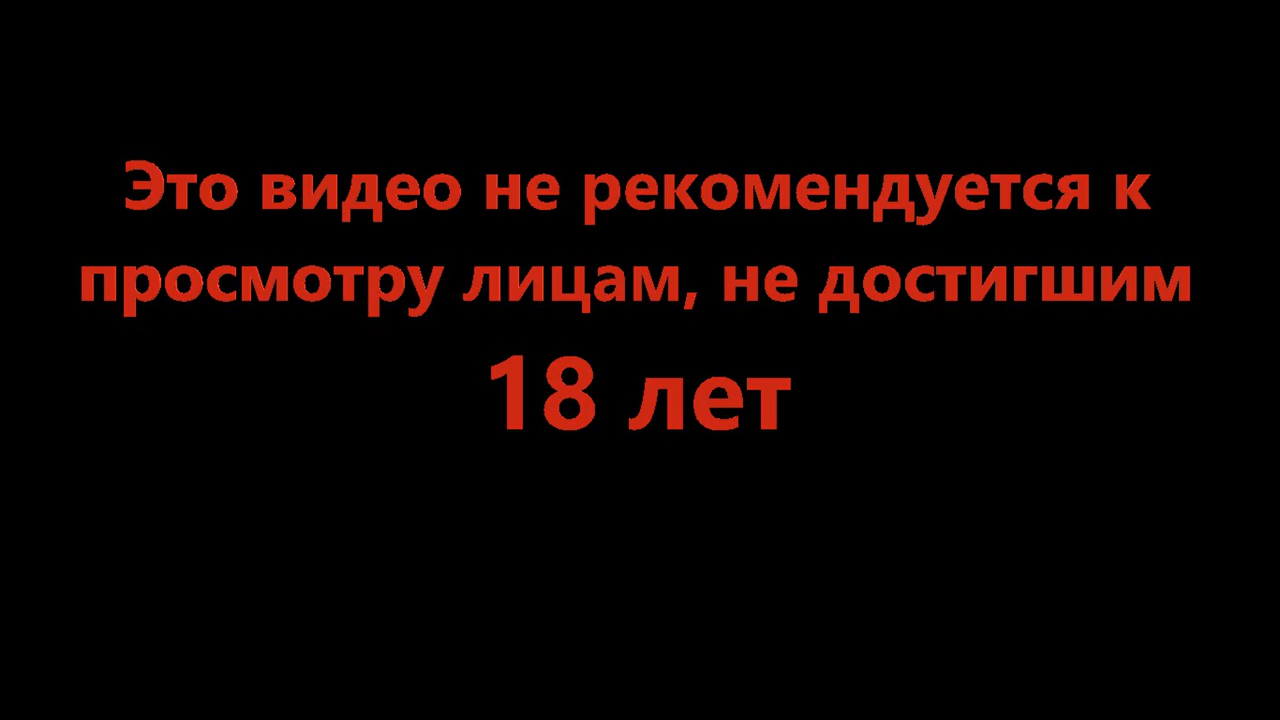 Это видео не рекомендуется к
просмотру лицам, не достигшим
18 лет